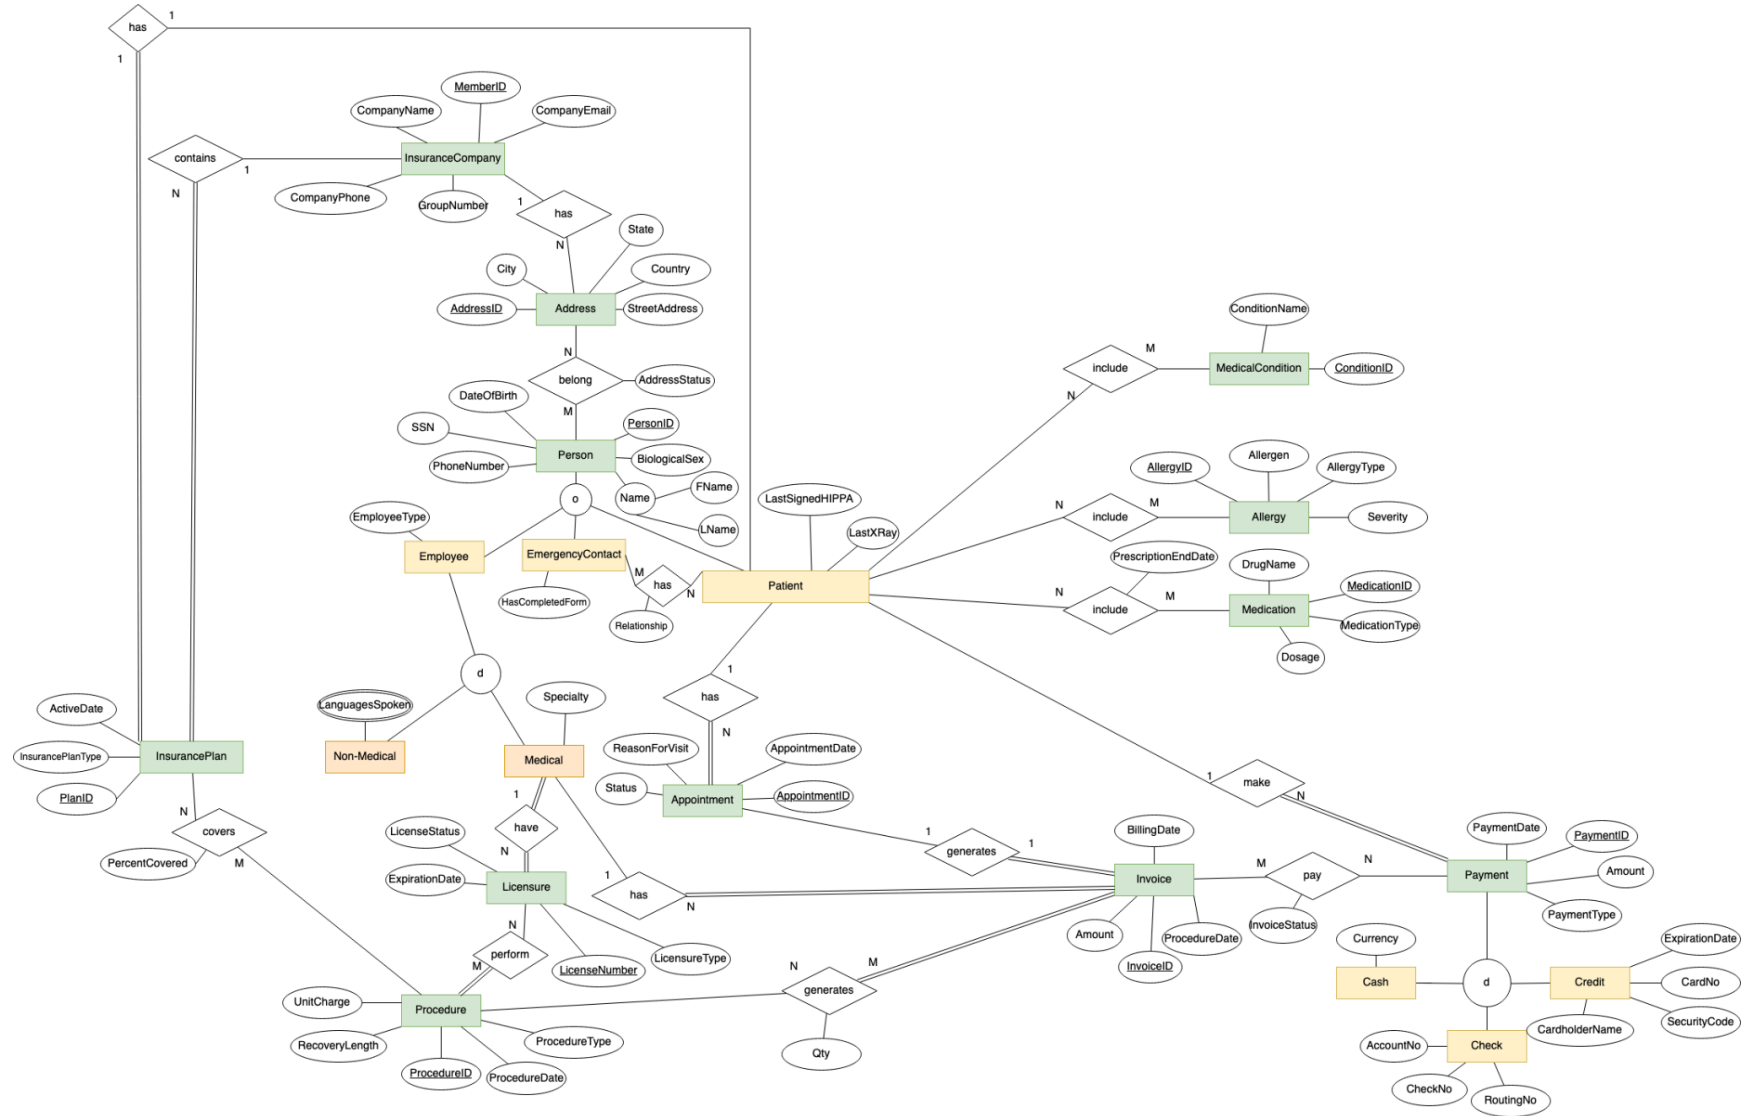 has
1
1
MemberID
CompanyName
CompanyEmail
contains
1
N
InsuranceCompany
CompanyPhone
GroupNumber
1
has
N
State
City
Country
AddressID
Address
StreetAddress
N
belong
AddressStatus
M
DateOfBirth
SSN
PersonID
PhoneNumber
Person
BiologicalSex
Name
FName
LName
o
EmployeeType
Employee
EmergencyContact
HasCompletedForm
M
has
N
Relationship
LastSignedHIPPA
LastXRay
Patient
ConditionName
include
M
N
MedicalCondition
ConditionID
AllergyID
Allergen
AllergyType
N
include
M
Allergy
Severity
PrescriptionEndDate
DrugName
MedicationID
N
include
M
Medication
MedicationType
Dosage
d
LanguagesSpoken
Non-Medical
Specialty
Medical
ActiveDate
InsurancePlanType
InsurancePlan
PlanID
N
covers
M
PercentCovered
1
has
N
ReasonForVisit
AppointmentDate
Status
Appointment
AppointmentID
1
make
N
1
have
N
LicenseStatus
ExpirationDate
Licensure
LicenseNumber
LicensureType
1
has
N
1
generates
1
BillingDate
Invoice
Amount
InvoiceID
ProcedureDate
M
pay
N
InvoiceStatus
PaymentDate
PaymentID
Payment
Amount
PaymentType
N
perform
M
UnitCharge
Procedure
RecoveryLength
ProcedureID
ProcedureDate
ProcedureType
N
generates
M
Qty
Currency
Cash
d
Credit
ExpirationDate
CardNo
SecurityCode
CardholderName
AccountNo
Check
CheckNo
RoutingNo